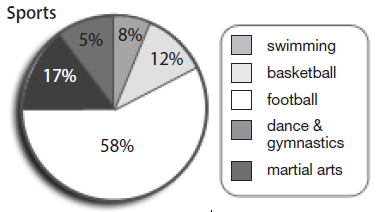 Sports
5%
8%
12%
17%
58%
swimming
basketball
football
dance &
gymnastics
martial arts